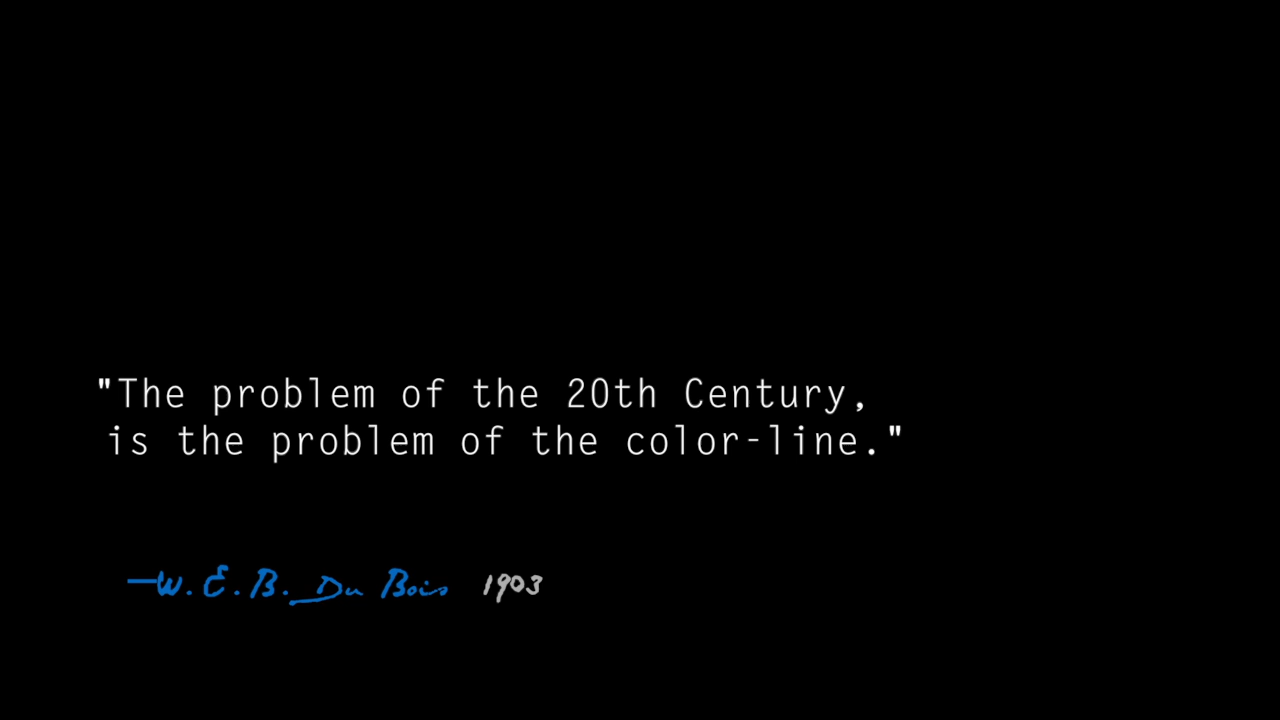 "The problem of the 20th Century,
is the problem of the color-line."
—W. E. B. Du Bois 1903